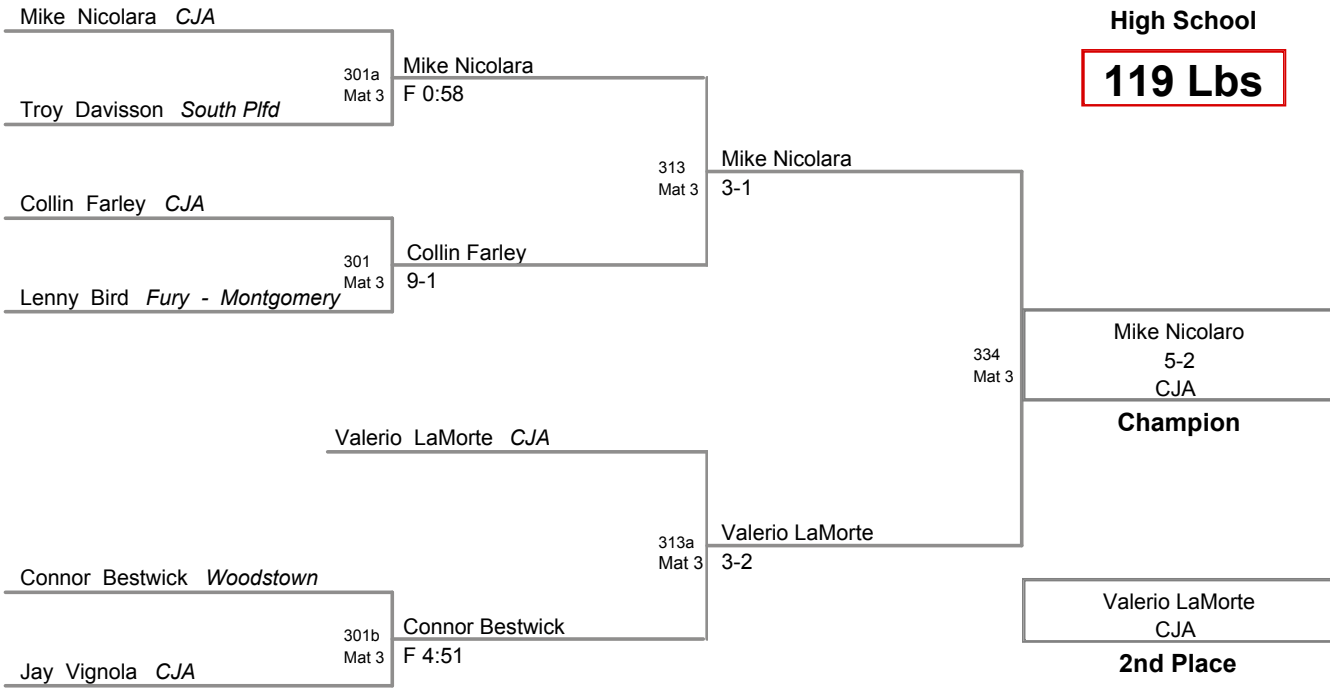 Mike Nicolara CJA
High School
119 Lbs
301a
Mat 3
Mike Nicolara
F 0:58
Troy Davisson South Plfd
313
Mat 3
Mike Nicolara
3-1
Collin Farley CJA
301
Mat 3
Collin Farley
9-1
Lenny Bird Fury - Montgomery
334
Mat 3
Mike Nicolaro
5-2
CJA
Champion
Valerio LaMorte CJA
313a
Mat 3
Valerio LaMorte
3-2
Connor Bestwick Woodstown
301b
Mat 3
Connor Bestwick
F 4:51
Jay Vignola CJA
Valerio LaMorte
CJA
2nd Place